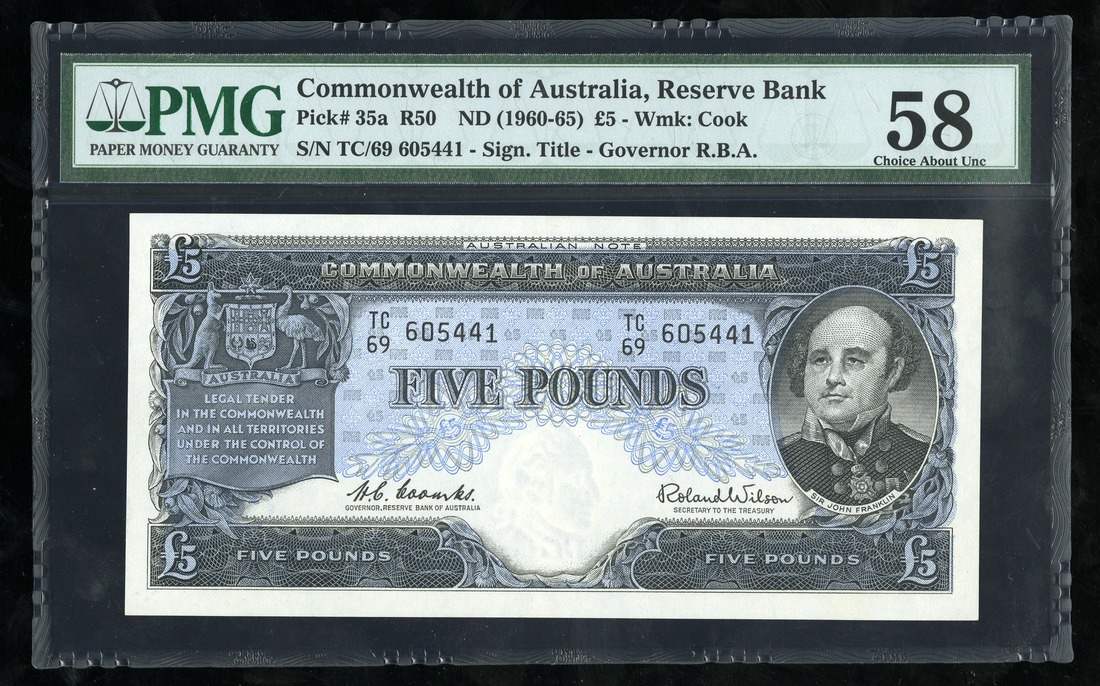 PMG
PAPER MONEY GUARANTY
Commonwealth of Australia, Reserve Bank
Pick# 35a R50 ND (1960-65) £5 - Wmk: Cook
S/N TC/69 605441 - Sign. Title - Governor R.B.A.
58
Choice About Unc
AUSTRALIAN NOTE
£5 COMMONWEALTH OF AUSTRALIA £5
TC/69 605441 TC/69 605441
AUSTRALIA
FIVE POUNDS
LEGAL TENDER
IN THE COMMONWEALTH
AND IN ALL TERRITORIES
UNDER THE CONTROL OF
THE COMMONWEALTH
£5 £5
H.C. Coombs.
GOVERNOR, RESERVE BANK OF AUSTRALIA
Roland Wilson
SECRETARY TO THE TREASURY
SIR JOHN FRANKLIN
£5 FIVE POUNDS FIVE POUNDS £5